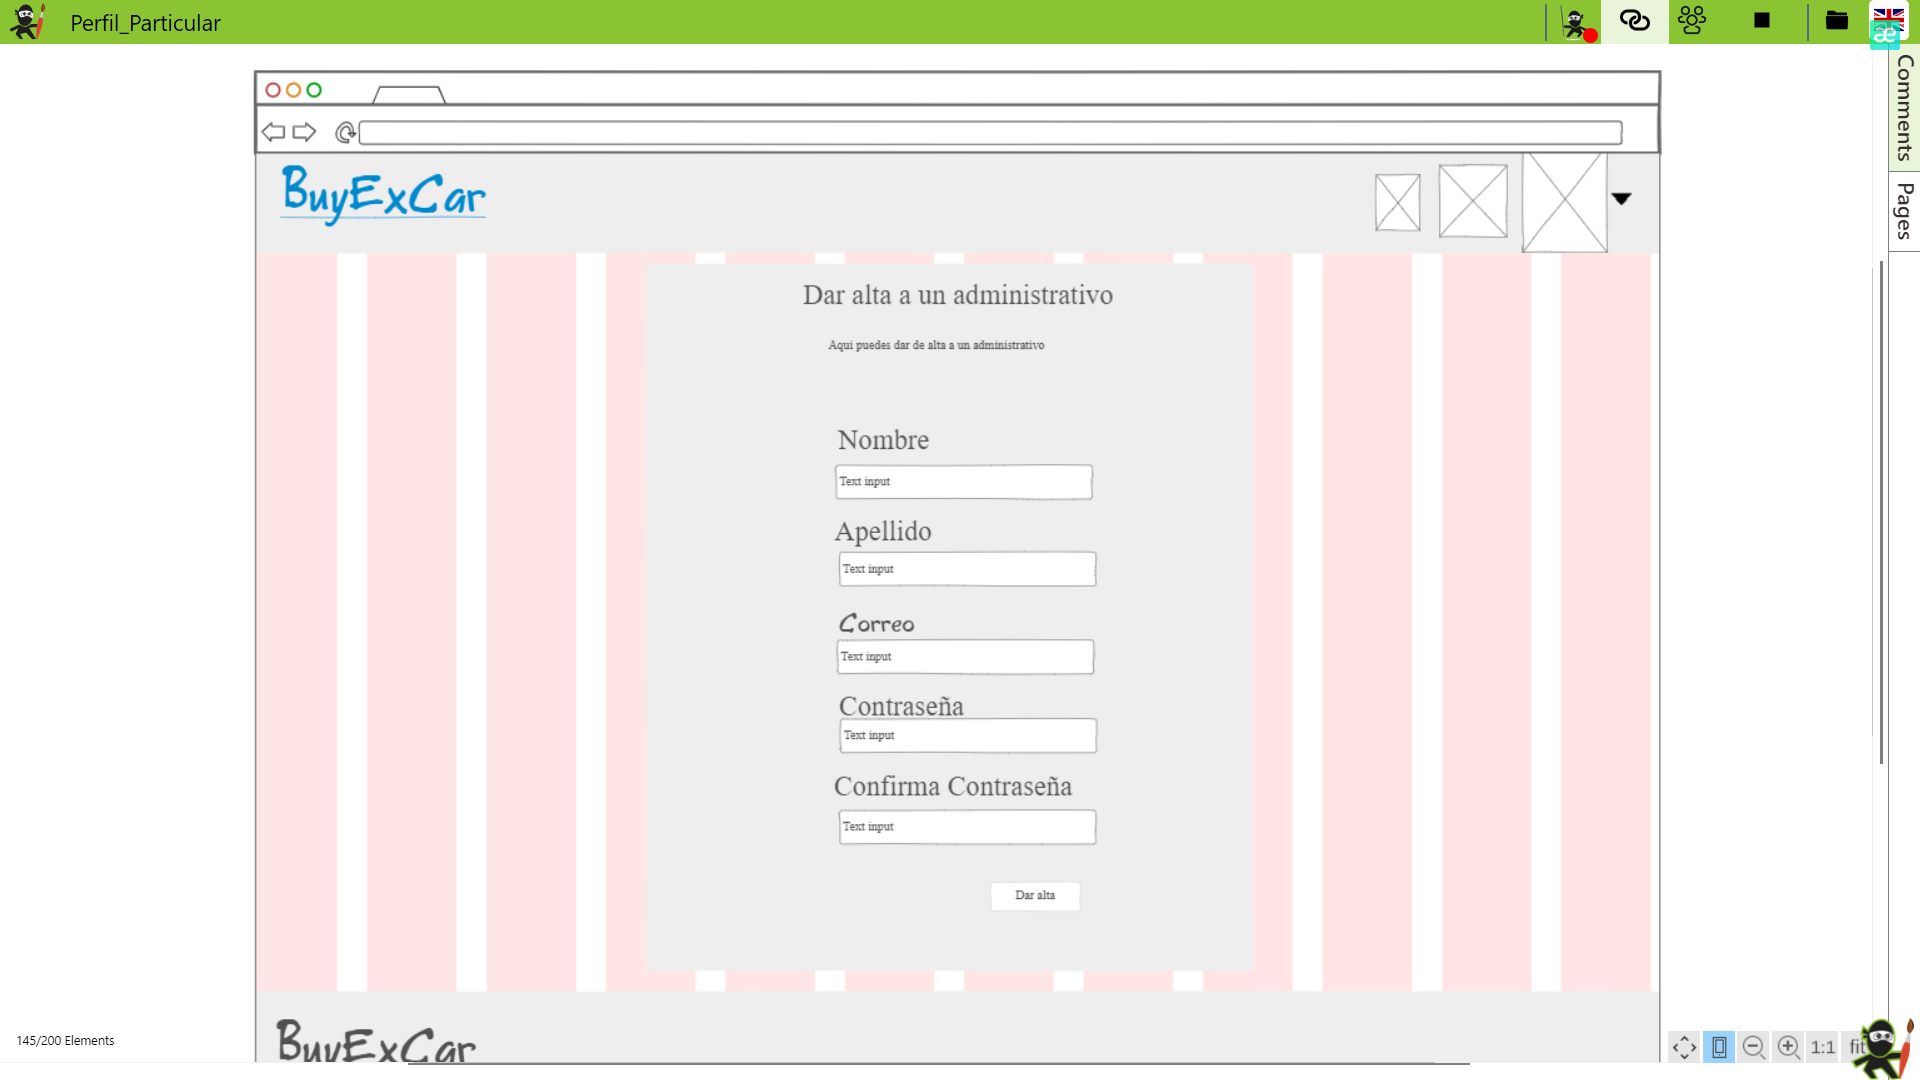 Perfil_Particular
æ
Comments
Pages
BuyExCar
Dar alta a un administrativo
Aqui puedes dar de alta a un administrativo
Nombre
Text input
Apellido
Text input
Correo
Text input
Contraseña
Text input
Confirma Contraseña
Text input
Dar alta
BuyExCar
145/200 Elements
1:1
fit